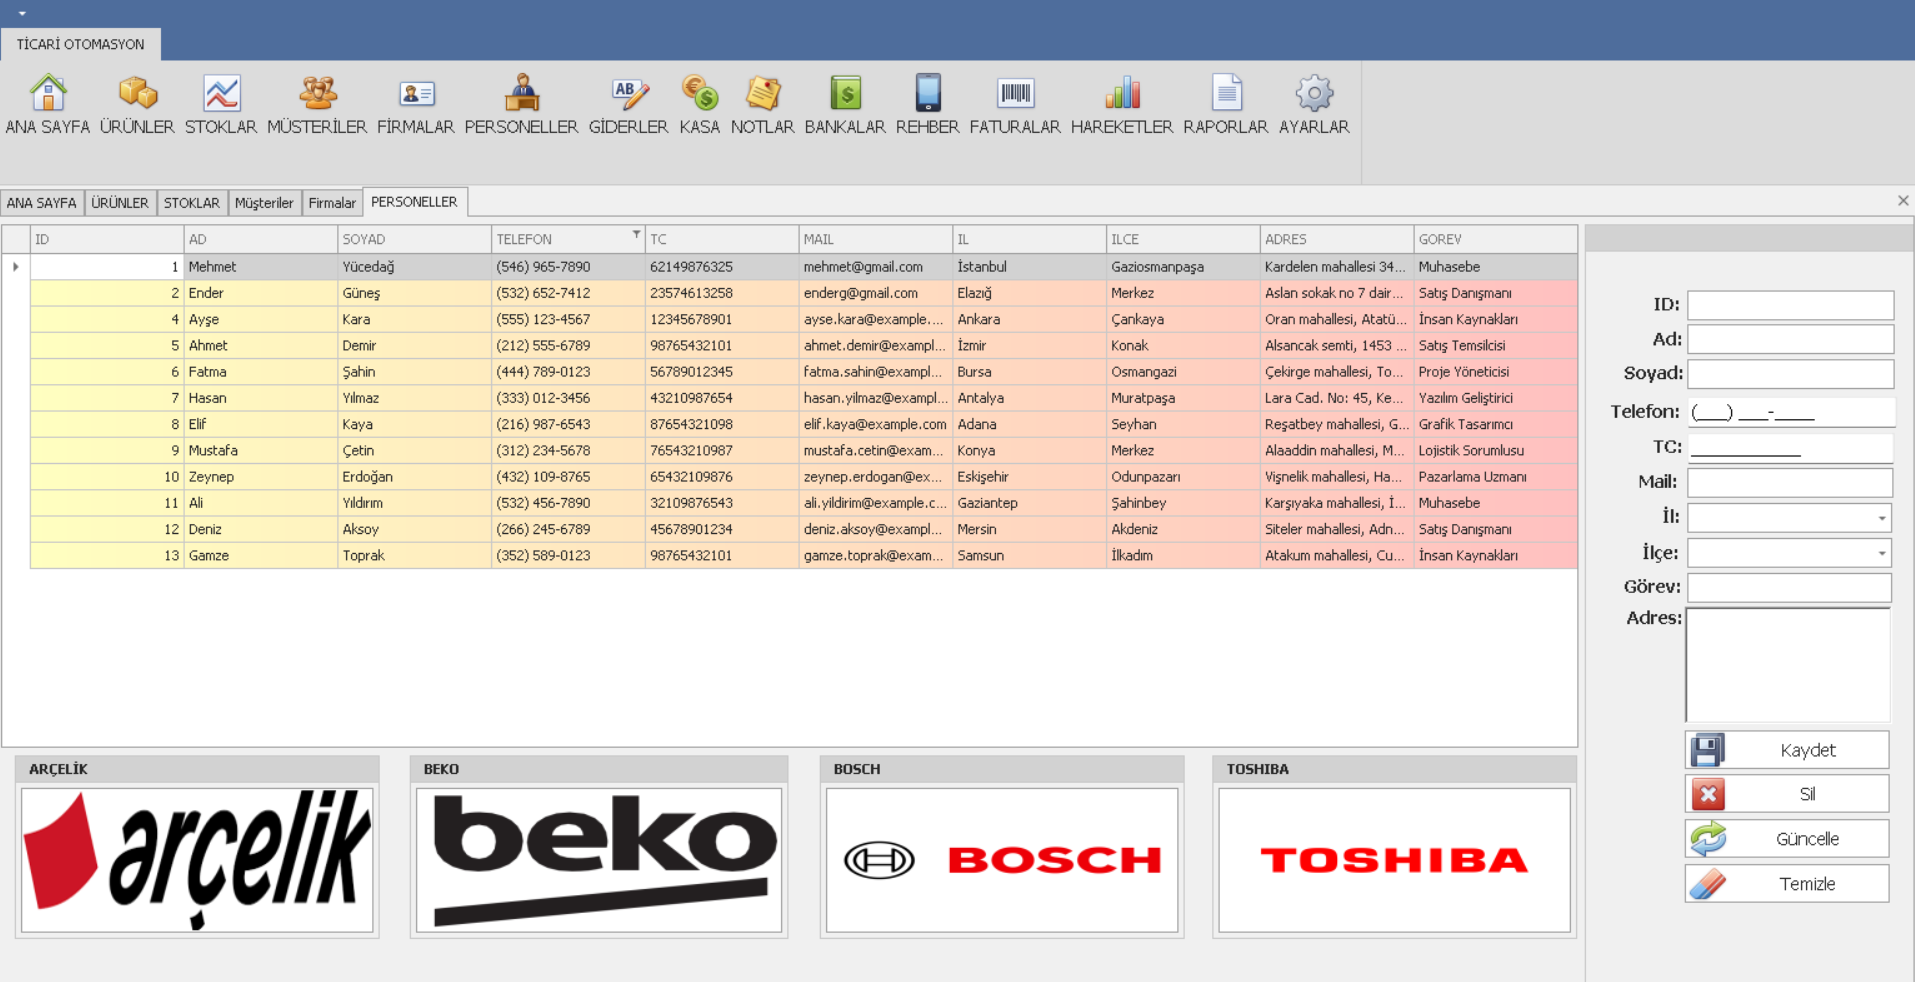 TİCARİ OTOMASYON
ANA SAYFA ÜRÜNLER STOKLAR MÜSTERİLER FİRMALAR PERSONELLER GİDERLER KASA NOTLAR BANKALAR REHBER FATURALAR HAREKETLER RAPORLAR AYARLAR
ANA SAYFA ÜRÜNLER STOKLAR Müşteriler Firmalar PERSONELLER
ID AD SOYAD TELEFON TC MAIL IL ILCE ADRES GOREV
1 Mehmet Yücedağ (546) 965-7890 62149876325 mehmet@gmail.com İstanbul Gaziosmanpaşa Kardelen mahallesi 34... Muhasebe
2 Ender Güneş (532) 652-7412 23574613258 enderg@gmail.com Elazığ Merkez Aslan sokak no 7 dair... Satış Danışmanı
4 Ayşe Kara (555) 123-4567 12345678901 ayse.kara@example.... Ankara Çankaya Oran mahallesi, Atatü... İnsan Kaynakları
5 Ahmet Demir (212) 555-6789 98765432101 ahmet.demir@exampl... İzmir Konak Alsancak semti, 1453 ... Satış Temsilcisi
6 Fatma Şahin (444) 789-0123 56789012345 fatma.sahin@exampl... Bursa Osmangazi Çekirge mahallesi, To... Proje Yöneticisi
7 Hasan Yılmaz (333) 012-3456 43210987654 hasan.yilmaz@exampl... Antalya Muratpaşa Lara Cad. No: 45, Ke... Yazılım Geliştirici
8 Elif Kaya (216) 987-6543 87654321098 elif.kaya@example.com Adana Seyhan Reşatbey mahallesi, G... Grafik Tasarımcı
9 Mustafa Çetin (312) 234-5678 76543210987 mustafa.cetin@exam... Konya Merkez Alaaddin mahallesi, M... Lojistik Sorumlusu
10 Zeynep Erdoğan (432) 109-8765 65432109876 zeynep.erdogan@ex... Eskişehir Odunpazarı Vişnelik mahallesi, Ha... Pazarlama Uzmanı
11 Ali Yıldırım (532) 456-7890 32109876543 ali.yildirim@example.c... Gaziantep Şahinbey Karşıyaka mahallesi, İ... Muhasebe
12 Deniz Aksoy (266) 245-6789 45678901234 deniz.aksoy@exampl... Mersin Akdeniz Siteler mahallesi, Adn... Satış Danışmanı
13 Gamze Toprak (352) 589-0123 98765432101 gamze.toprak@exam... Samsun İlkadım Atakum mahallesi, Cu... İnsan Kaynakları
ID:
Ad:
Soyad:
Telefon: (___) ___-____
TC: ___________
Mail:
İl:
İlçe:
Görev:
Adres:
Kaydet
Sil
Güncelle
Temizle
ARÇELİK BEKO BOSCH TOSHIBA
arçelik beko BOSCH TOSHIBA